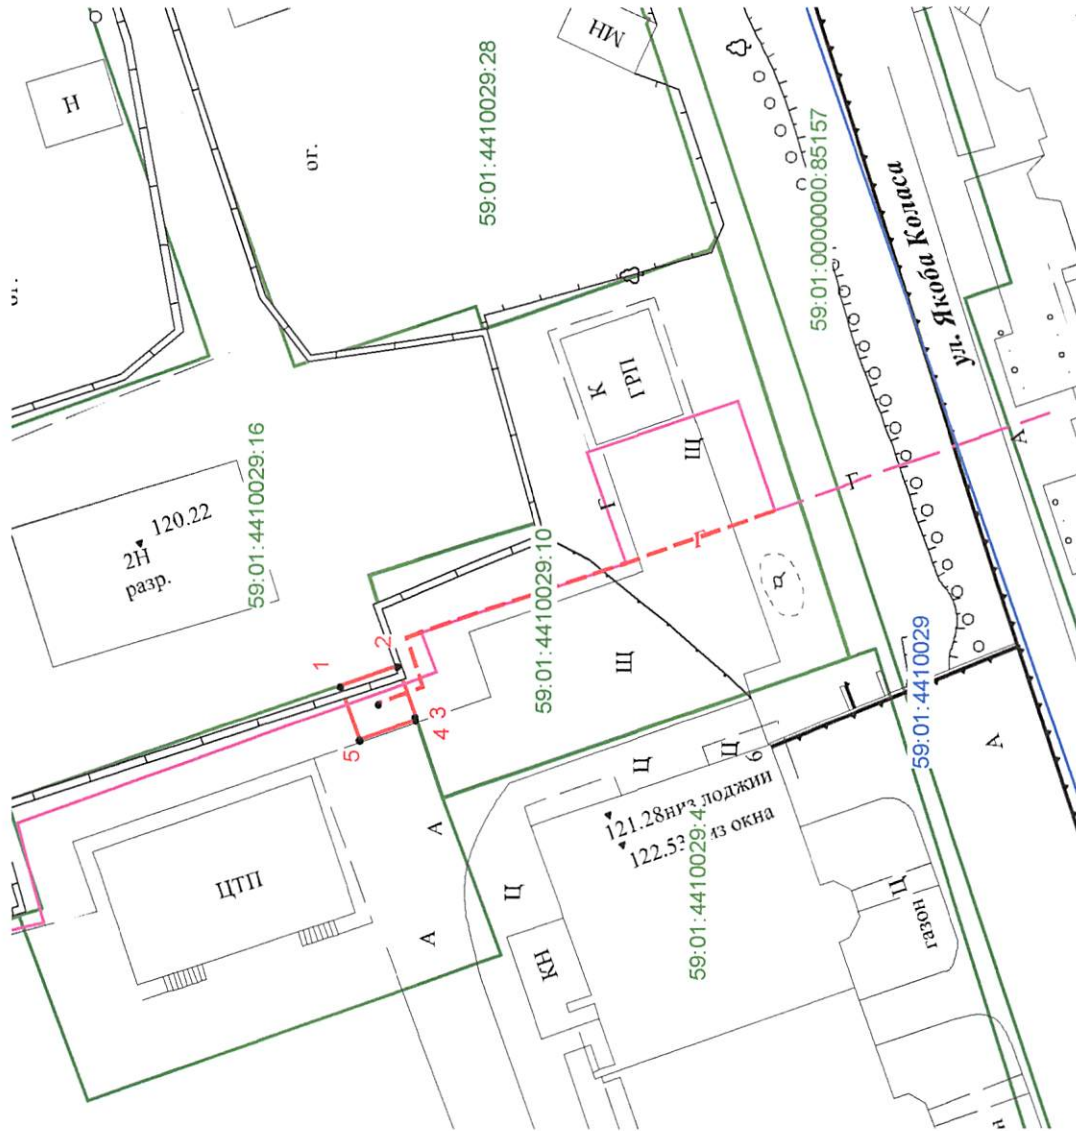 Н
МН
ог.
ог.
59:01:4410029:28
59:01:0000000:85157
ул. Якоба Коласа
К
ГРП
59:01:4410029:16
120.22
2Н
разр.
Щ
Г
Г
Г
А
1
2
3
4
5
59:01:4410029:10
Щ
59:01:4410029
А
Ц
Ц
6
121.28низ лоджии
59:01:4410029:4
ЦТП
А
А
Ц
КН
Ц
газон